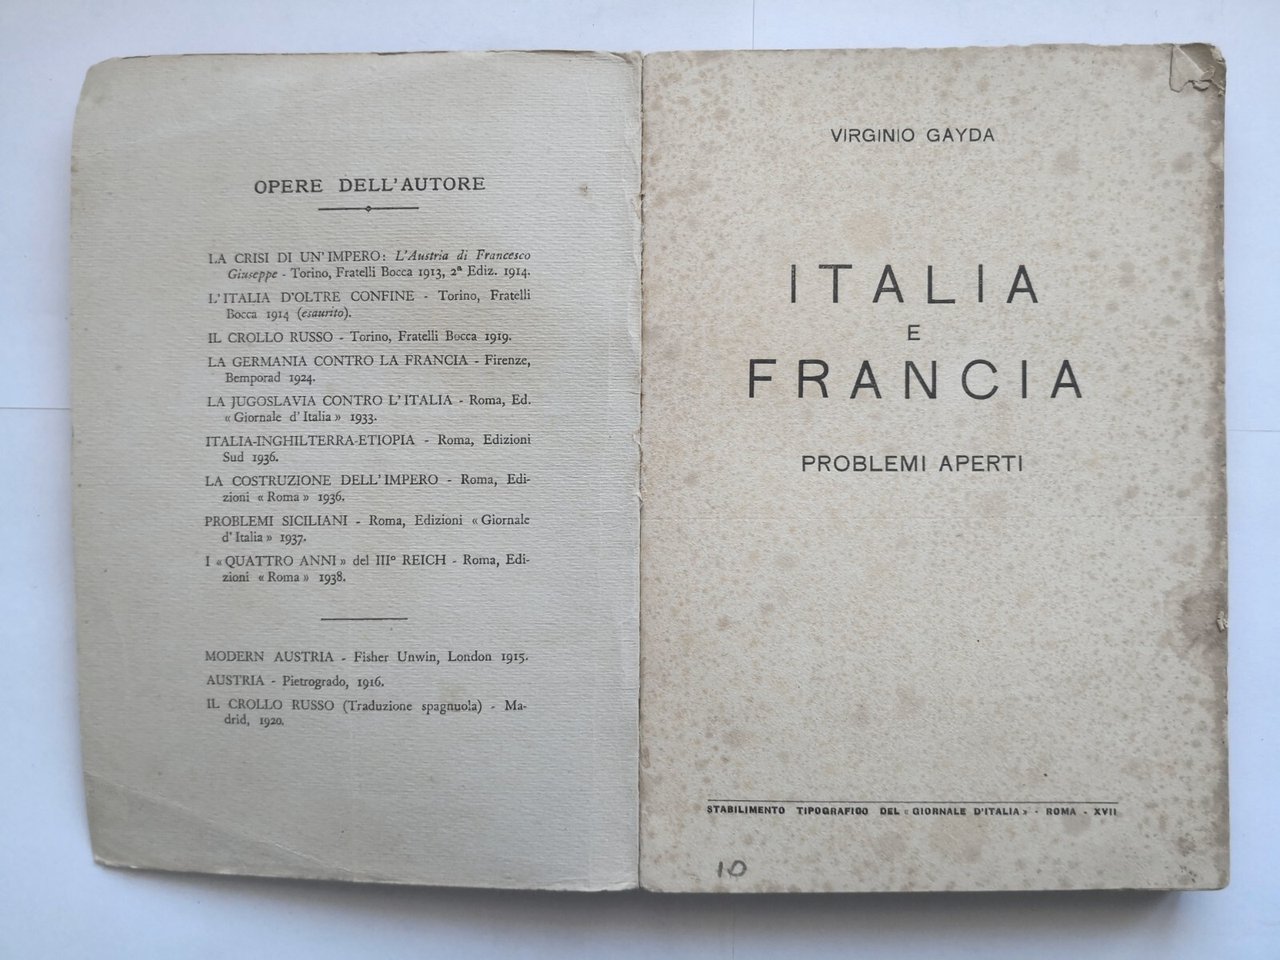 OPERE DELL'AUTORE
LA CRISI DI UN' IMPERO: L'Austria di Francesco
Giuseppe - Torino, Fratelli Bocca 1913, 2ª Ediz. 1914.
L'ITALIA D'OLTRE CONFINE - Torino, Fratelli
Bocca 1914 (esaurito).
IL CROLLO RUSSO - Torino, Fratelli Bocca 1919.
LA GERMANIA CONTRO LA FRANCIA - Firenze,
Bemporad 1924.
LA JUGOSLAVIA CONTRO L'ITALIA - Roma, Ed.
« Giornale d'Italia » 1933.
ITALIA-INGHILTERRA-ETIOPIA - Roma, Edizioni
Sud 1936.
LA COSTRUZIONE DELL'IMPERO - Roma, Edi-
zioni « Roma » 1936.
PROBLEMI SICILIANI - Roma, Edizioni « Giornale
d'Italia » 1937.
I « QUATTRO ANNI » del IIIº REICH - Roma, Edi-
zioni « Roma » 1938.
MODERN AUSTRIA - Fisher Unwin, London 1915.
AUSTRIA - Pietrogrado, 1916.
IL CROLLO RUSSO (Traduzione spagnuola) - Ma-
drid, 1920.
VIRGINIO GAYDA
ITALIA
E
FRANCIA
PROBLEMI APERTI
STABILIMENTO TIPOGRAFICO DEL « GIORNALE D'ITALIA » - ROMA - XVII
10